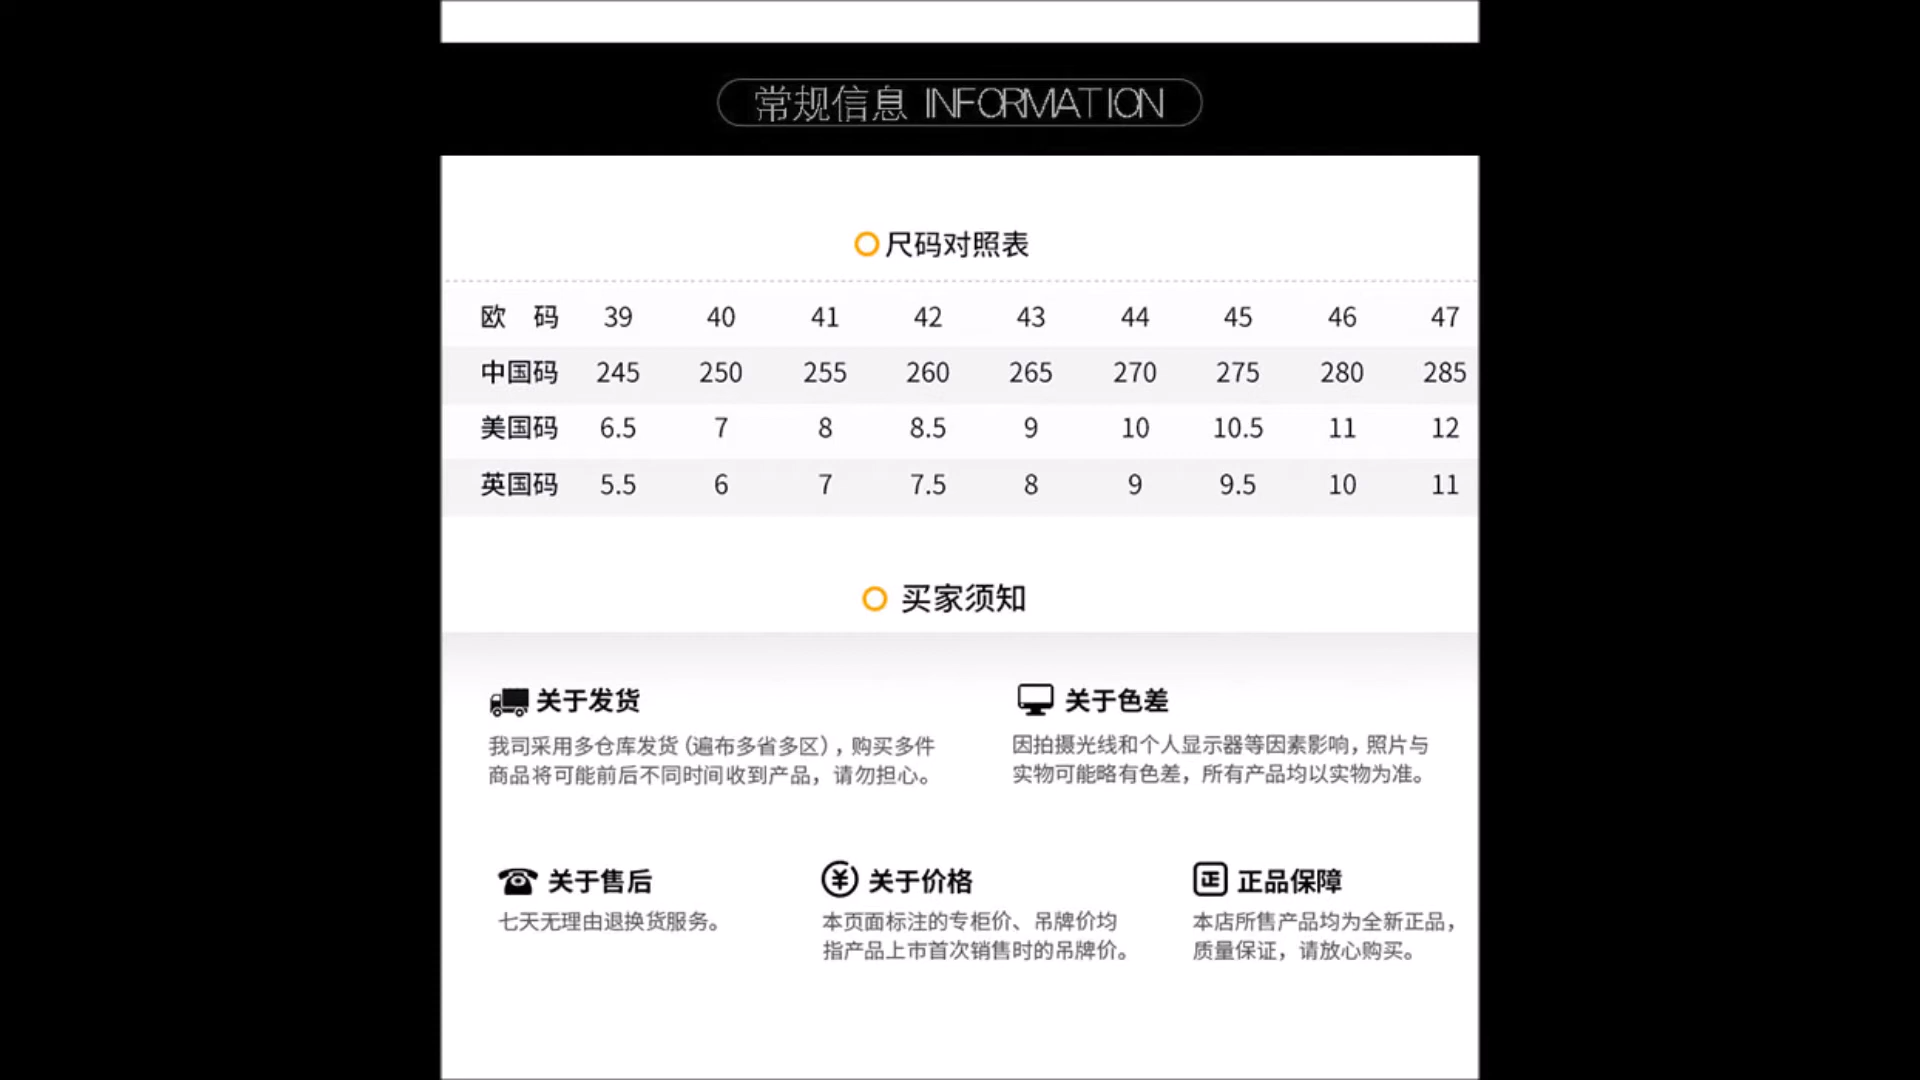 常规信息 INFORMATION
尺码对照表
欧 码 39 40 41 42 43 44 45 46 47
中国码 245 250 255 260 265 270 275 280 285
美国码 6.5 7 8 8.5 9 10 10.5 11 12
英国码 5.5 6 7 7.5 8 9 9.5 10 11
买家须知
关于发货
我司采用多仓库发货（遍布多省多区），购买多件
商品将可能前后不同时间收到产品，请勿担心。
关于色差
因拍摄光线和个人显示器等因素影响，照片与
实物可能略有色差，所有产品均以实物为准。
关于售后
七天无理由退换货服务。
关于价格
本页面标注的专柜价、吊牌价均
指产品上市首次销售时的吊牌价。
正 正品保障
本店所售产品均为全新正品，
质量保证，请放心购买。